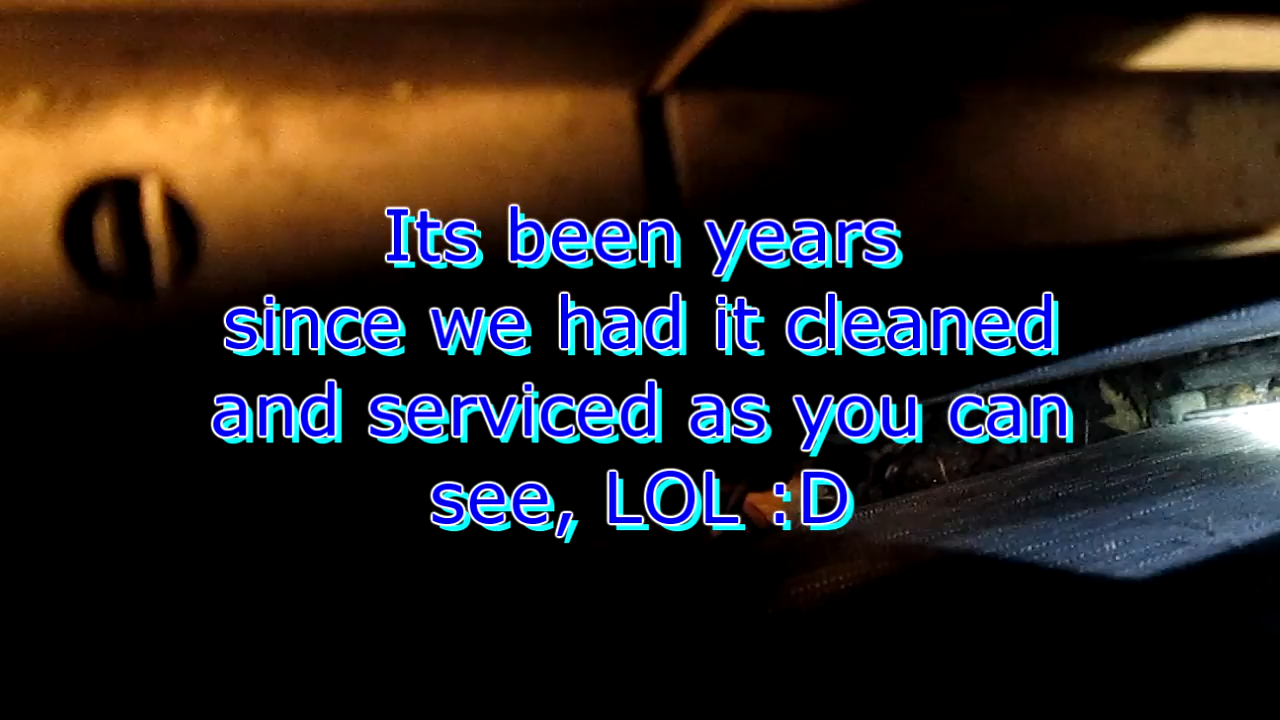 Its been years
since we had it cleaned
and serviced as you can
see, LOL :D